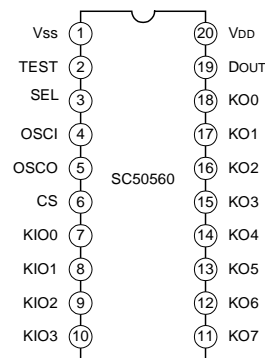 Vss 1 20 VDD
TEST 2 19 DOUT
SEL 3 18 KO0
OSCI 4 17 KO1
OSCO 5 16 KO2
SC50560
CS 6 15 KO3
KIO0 7 14 KO4
KIO1 8 13 KO5
KIO2 9 12 KO6
KIO3 10 11 KO7